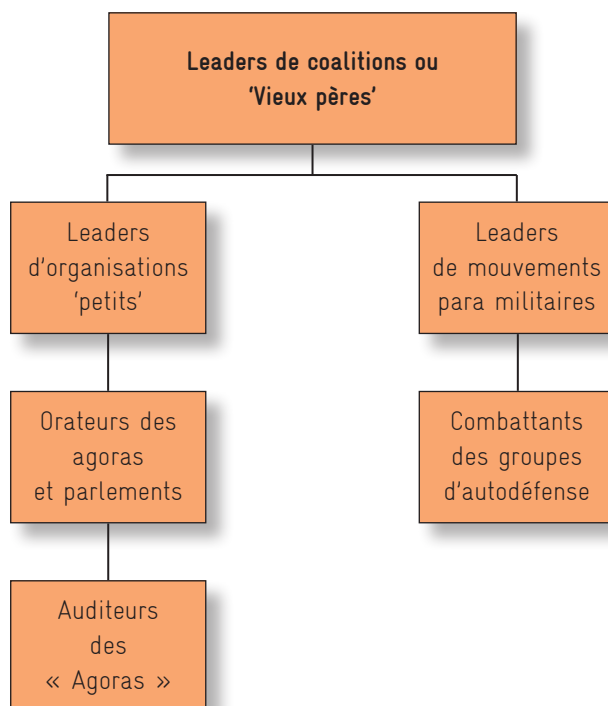 Leaders de coalitions ou
'Vieux pères'
Leaders
d'organisations
'petits'
Leaders
de mouvements
para militaires
Orateurs des
agoras
et parlements
Combattants
des groupes
d'autodéfense
Auditeurs
des
« Agoras »